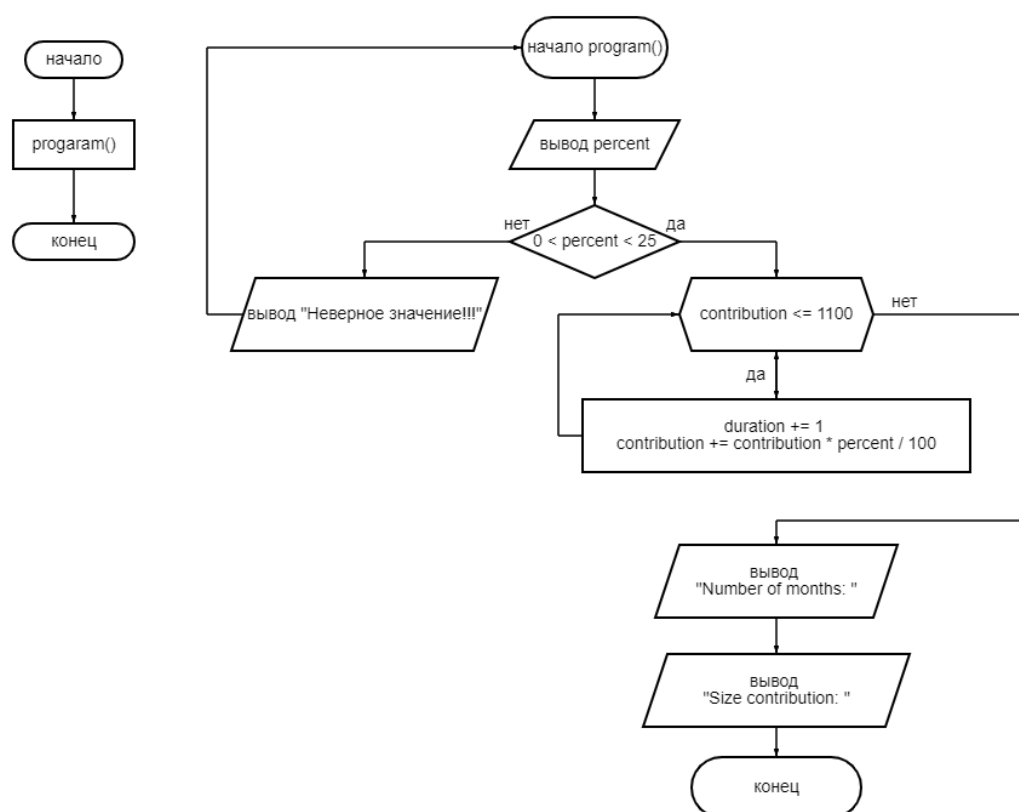 начало
progaram()
конец
начало program()
вывод percent
нет
да
0 < percent < 25
вывод "Неверное значение!!!"
contribution <= 1100
нет
да
duration += 1
contribution += contribution * percent / 100
вывод
"Number of months: "
вывод
"Size contribution: "
конец